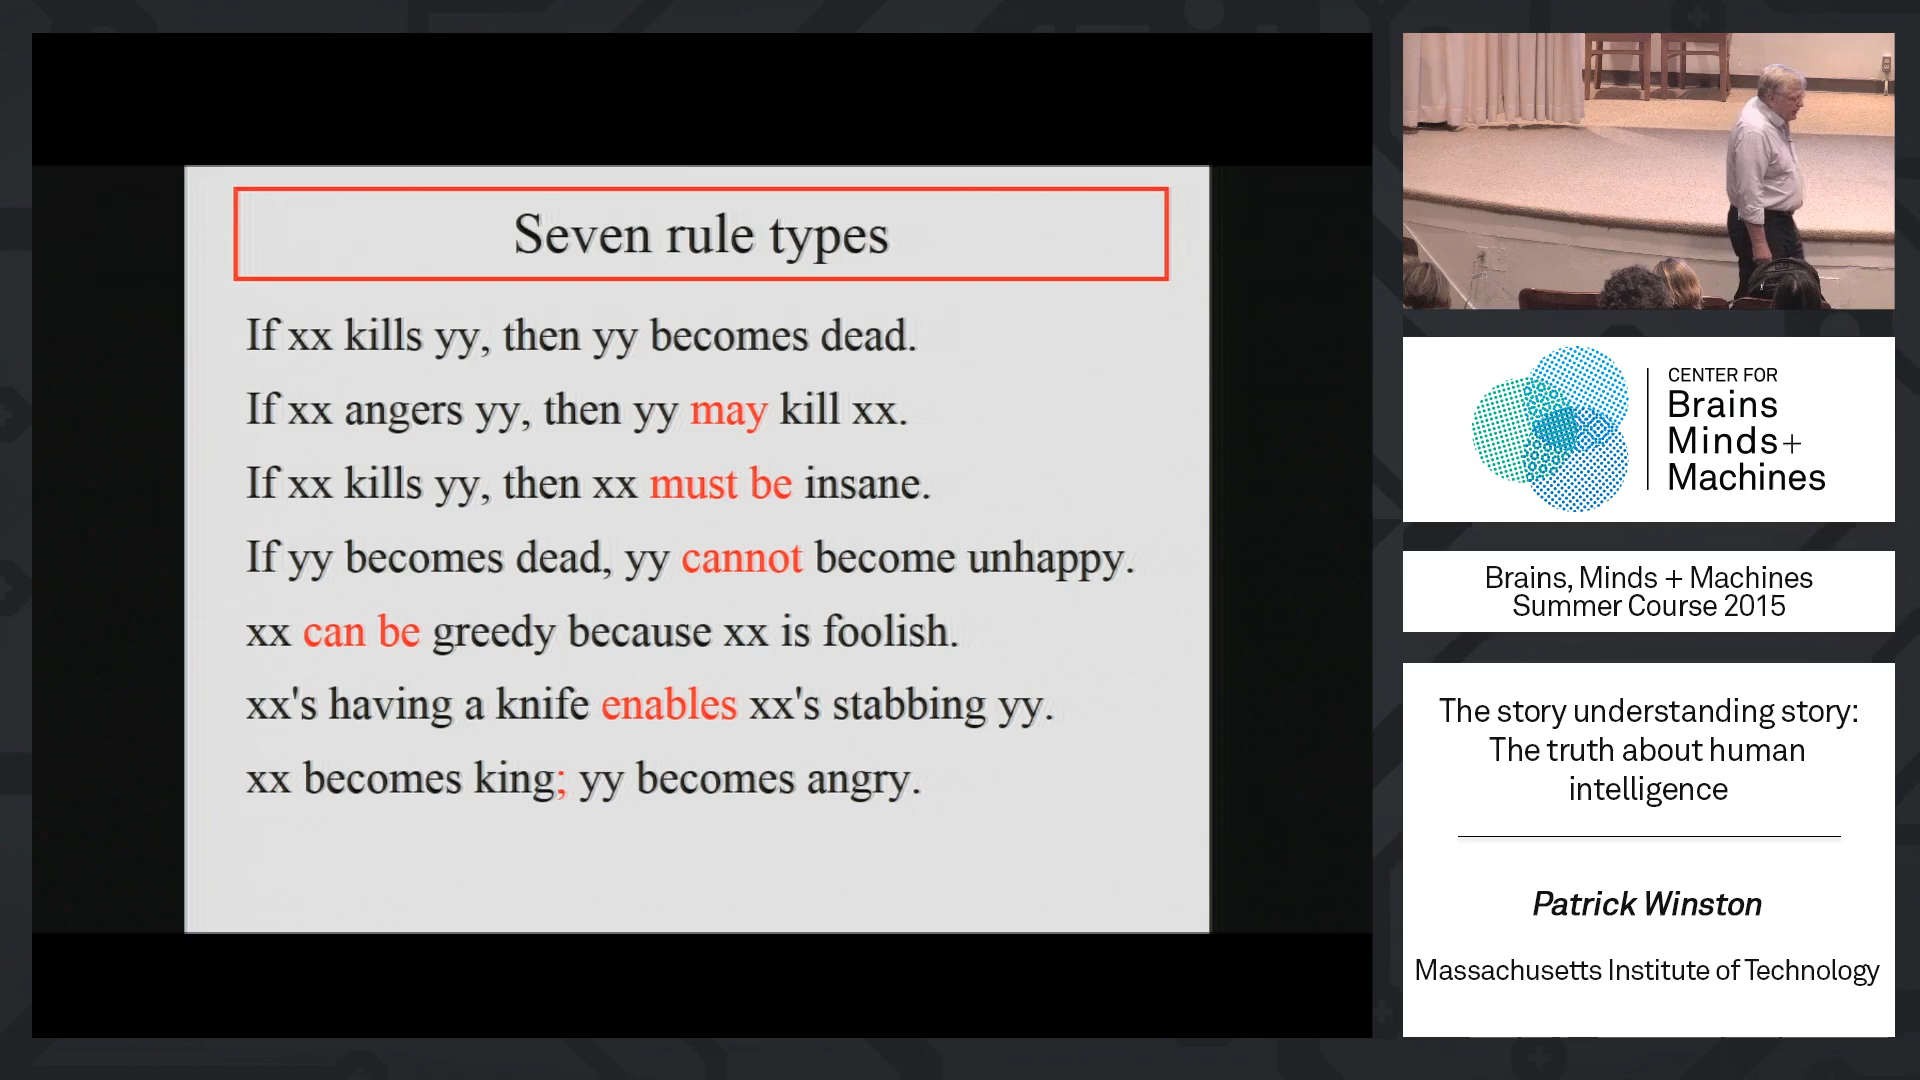 Seven rule types
If xx kills yy, then yy becomes dead.
If xx angers yy, then yy may kill xx.
If xx kills yy, then xx must be insane.
If yy becomes dead, yy cannot become unhappy.
xx can be greedy because xx is foolish.
xx's having a knife enables xx's stabbing yy.
xx becomes king; yy becomes angry.
CENTER FOR
Brains
Minds+
Machines
Brains, Minds + Machines
Summer Course 2015
The story understanding story:
The truth about human
intelligence
Patrick Winston
Massachusetts Institute of Technology